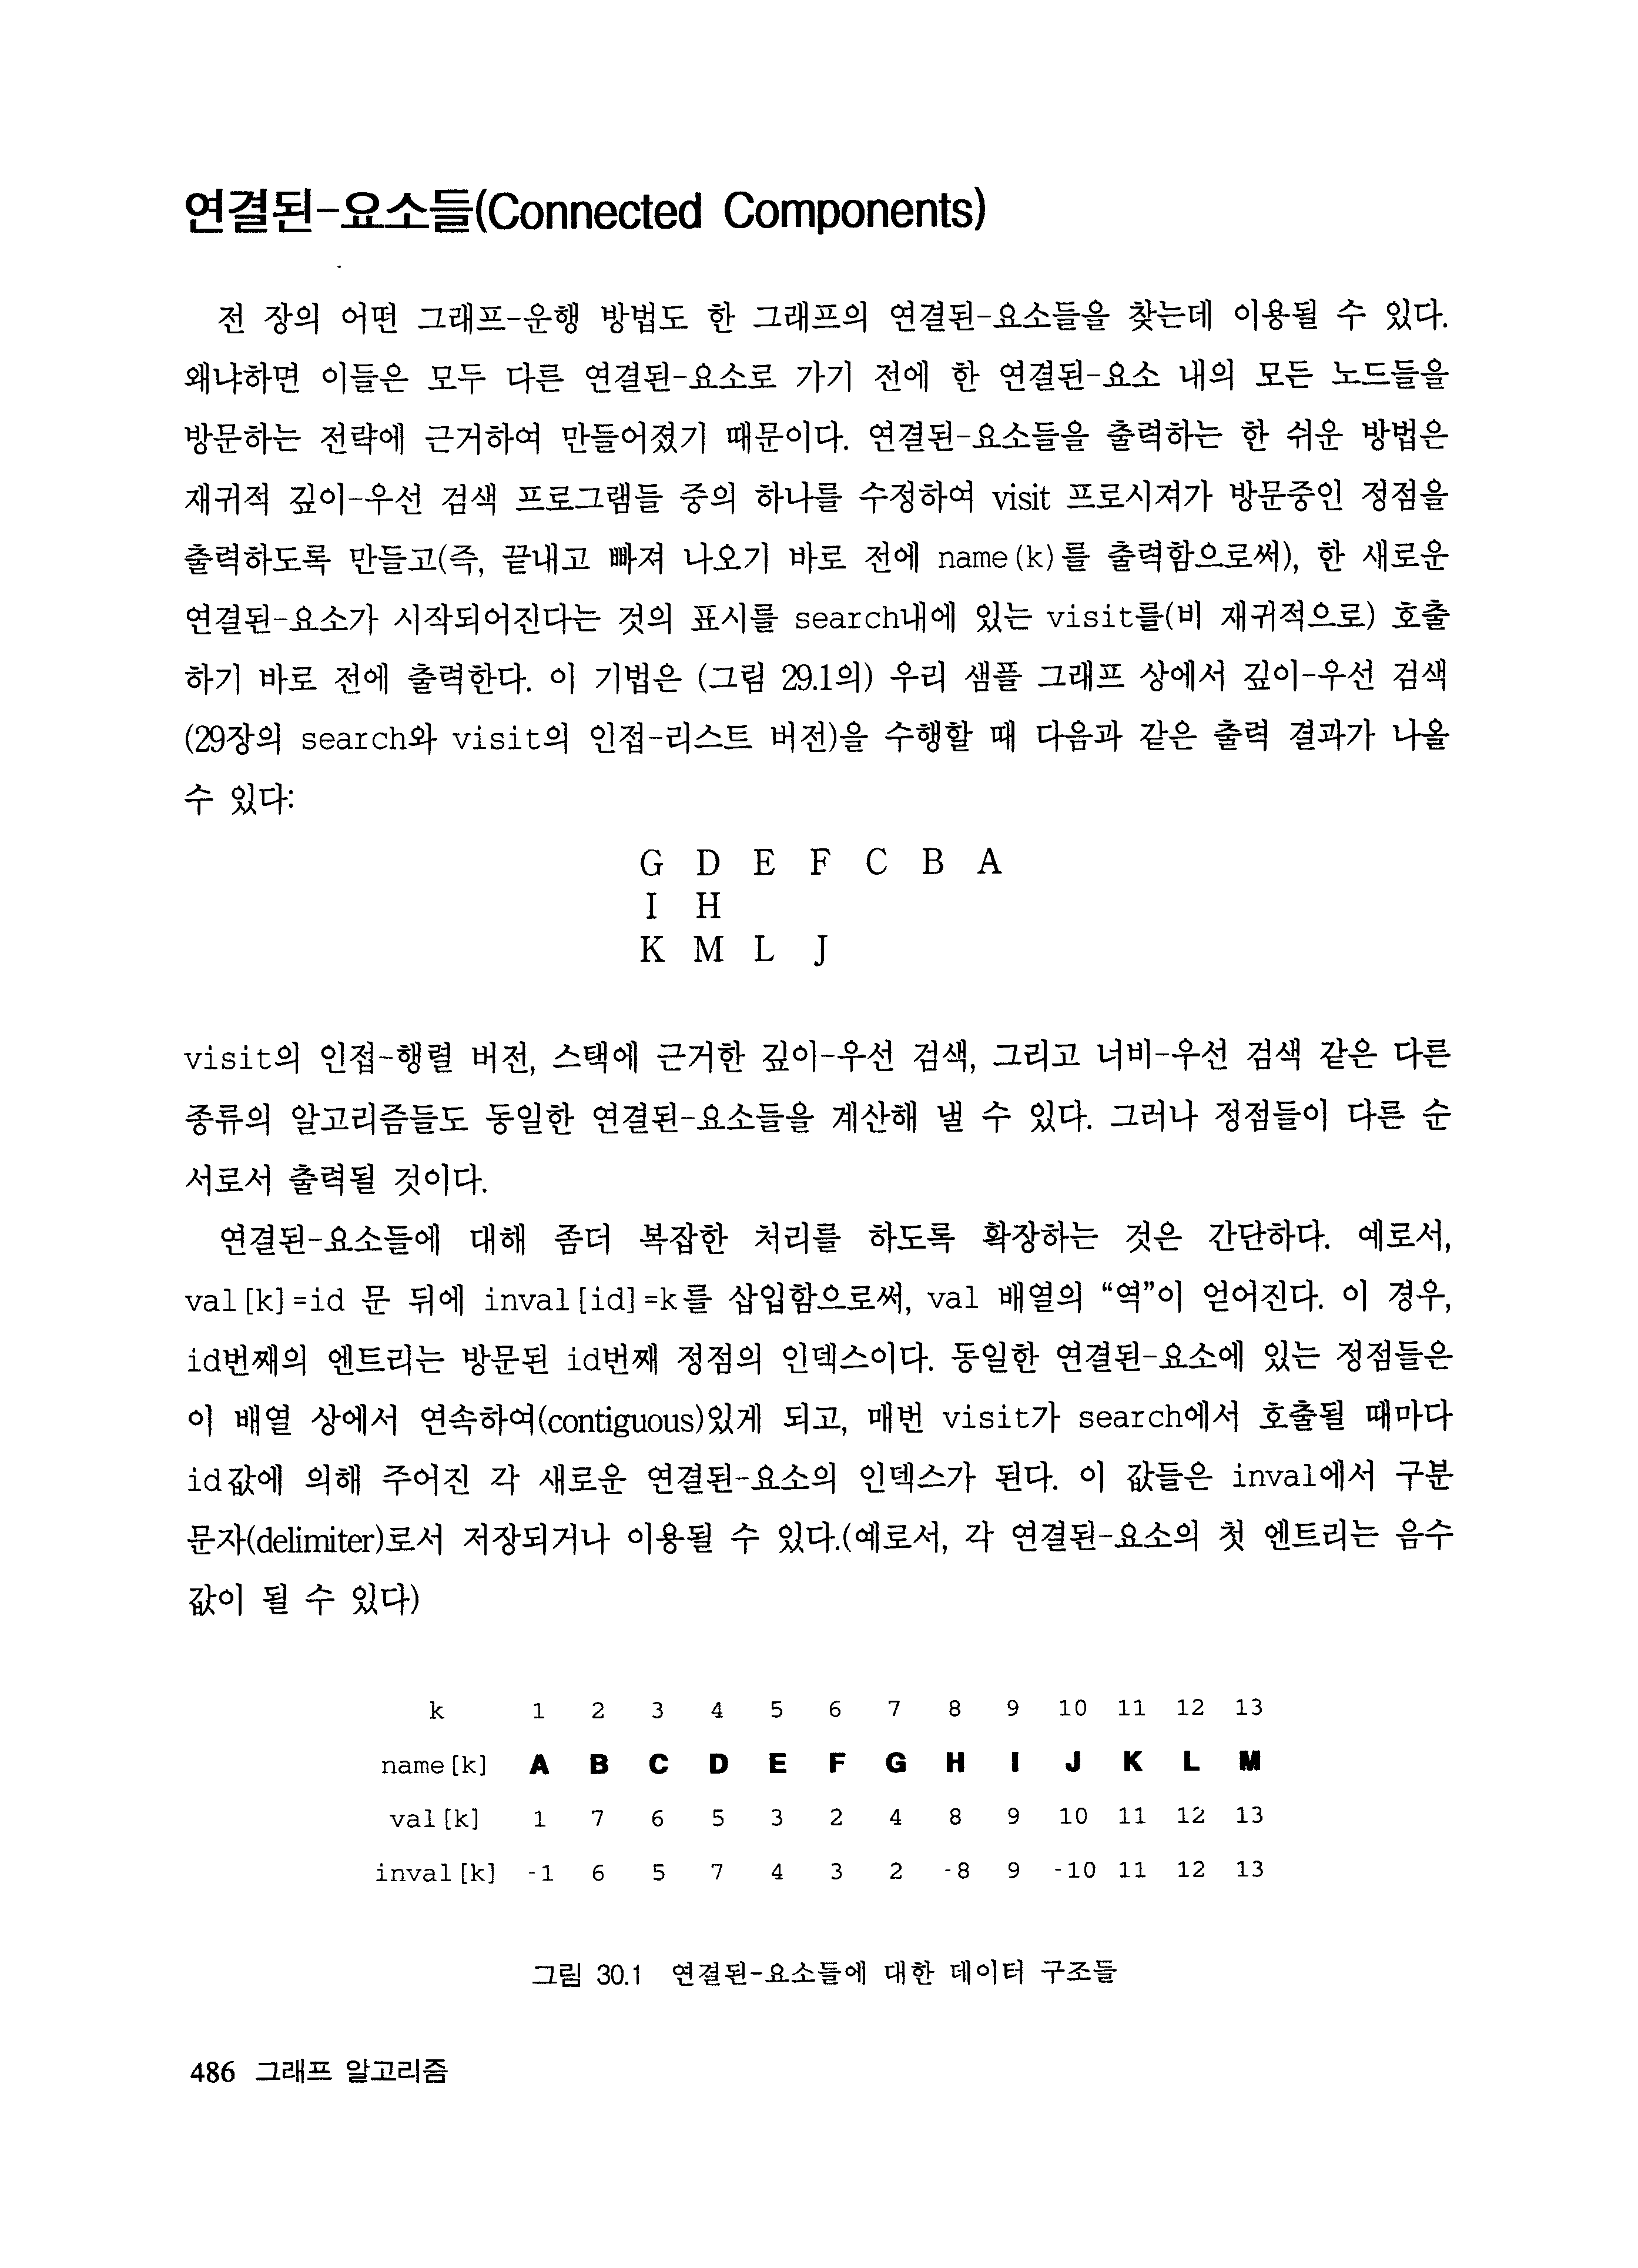 연결된-요소들(Connected Components)
전 장의 어떤 그래프-운행 방법도 한 그래프의 연결된-요소들을 찾는데 이용될 수 있다.
왜냐하면 이들은 모두 다른 연결된-요소로 가기 전에 한 연결된-요소 내의 모든 노드들을
방문하는 전략에 근거하여 만들어졌기 때문이다. 연결된-요소들을 출력하는 한 쉬운 방법은
재귀적 깊이-우선 검색 프로그램들 중의 하나를 수정하여 visit 프로시져가 방문중인 정점을
출력하도록 만들고(즉, 끝내고 빠져 나오기 바로 전에 name(k)를 출력함으로써), 한 새로운
연결된-요소가 시작되어진다는 것의 표시를 search내에 있는 visit를(비 재귀적으로) 호출
하기 바로 전에 출력한다. 이 기법은 (그림 29.1의) 우리 샘플 그래프 상에서 깊이-우선 검색
(29장의 search와 visit의 인접-리스트 버전)을 수행할 때 다음과 같은 출력 결과가 나올
수 있다:
G D E F C B A
I H
K M L J
visit의 인접-행렬 버전, 스택에 근거한 깊이-우선 검색, 그리고 너비-우선 검색 같은 다른
종류의 알고리즘들도 동일한 연결된-요소들을 계산해 낼 수 있다. 그러나 정점들이 다른 순
서로서 출력될 것이다.
연결된-요소들에 대해 좀더 복잡한 처리를 하도록 확장하는 것은 간단하다. 예로서,
val[k]=id 문 뒤에 inval[id]=k를 삽입함으로써, val 배열의 “역”이 얻어진다. 이 경우,
id번째의 엔트리는 방문된 id번째 정점의 인덱스이다. 동일한 연결된-요소에 있는 정점들은
이 배열 상에서 연속하여(contiguous)있게 되고, 매번 visit가 search에서 호출될 때마다
id값에 의해 주어진 각 새로운 연결된-요소의 인덱스가 된다. 이 값들은 inval에서 구분
문자(delimiter)로서 저장되거나 이용될 수 있다.(예로서, 각 연결된-요소의 첫 엔트리는 음수
값이 될 수 있다)
k 1 2 3 4 5 6 7 8 9 10 11 12 13
name[k] A B C D E F G H I J K L M
val[k] 1 7 6 5 3 2 4 8 9 10 11 12 13
inval[k] -1 6 5 7 4 3 2 -8 9 -10 11 12 13
그림 30.1 연결된-요소들에 대한 데이터 구조들
486 그래프 알고리즘